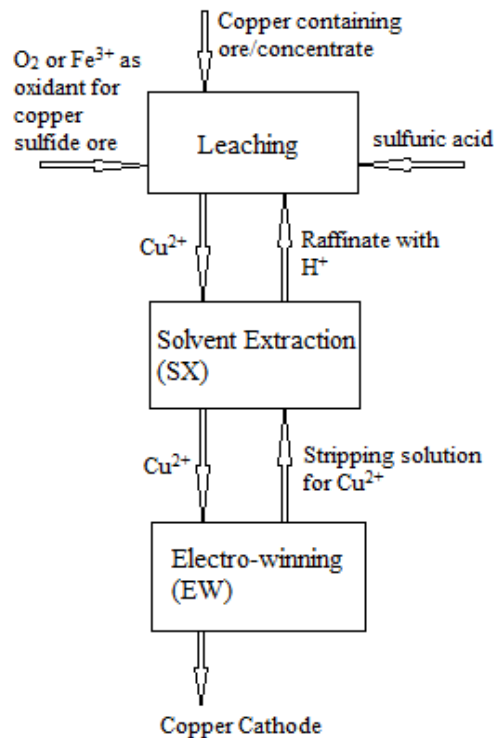 Copper containing
ore/concentrate
O₂ or Fe³⁺ as
oxidant for
copper
sulfide ore
Leaching
sulfuric acid
Cu²⁺
Raffinate with
H⁺
Solvent Extraction
(SX)
Cu²⁺
Stripping solution
for Cu²⁺
Electro-winning
(EW)
Copper Cathode